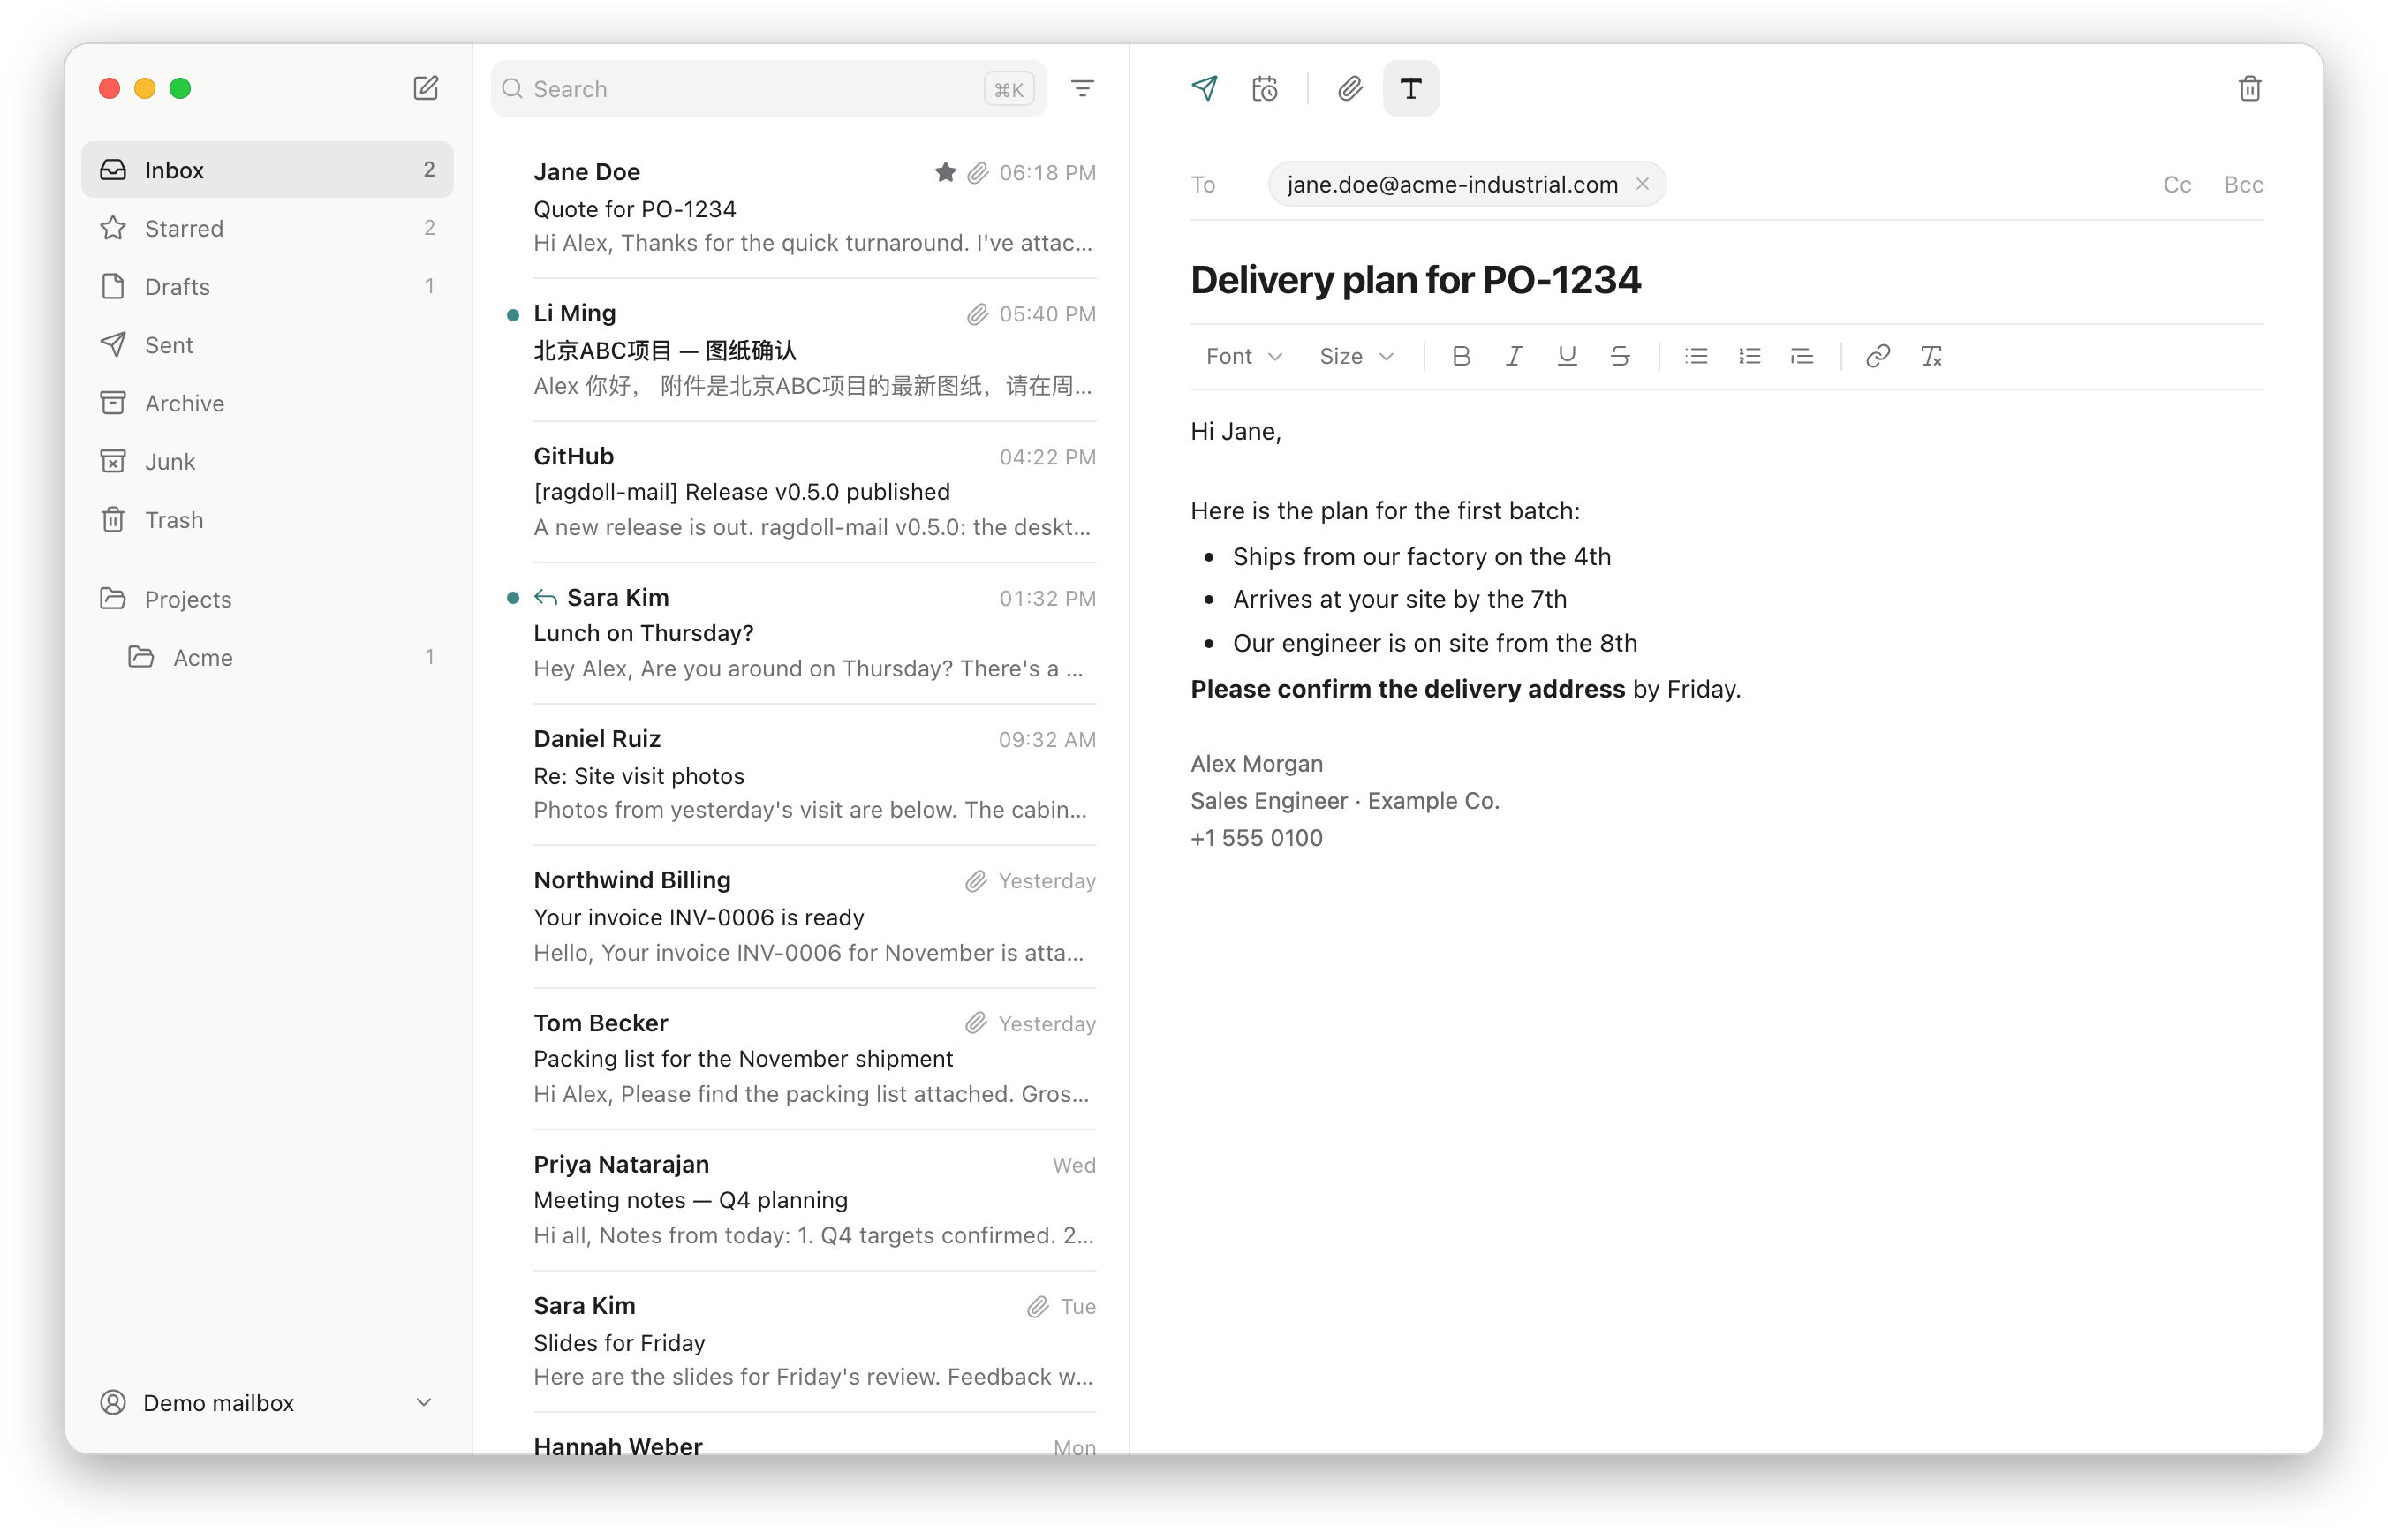 Inbox 2
Starred 2
Drafts 1
Sent
Archive
Junk
Trash
Projects
Acme 1
Demo mailbox
Search ⌘K
Jane Doe 06:18 PM
Quote for PO-1234
Hi Alex, Thanks for the quick turnaround. I've attac...
Li Ming 05:40 PM
北京ABC项目 — 图纸确认
Alex 你好， 附件是北京ABC项目的最新图纸，请在周...
GitHub 04:22 PM
[ragdoll-mail] Release v0.5.0 published
A new release is out. ragdoll-mail v0.5.0: the deskt...
Sara Kim 01:32 PM
Lunch on Thursday?
Hey Alex, Are you around on Thursday? There's a ...
Daniel Ruiz 09:32 AM
Re: Site visit photos
Photos from yesterday's visit are below. The cabin...
Northwind Billing Yesterday
Your invoice INV-0006 is ready
Hello, Your invoice INV-0006 for November is atta...
Tom Becker Yesterday
Packing list for the November shipment
Hi Alex, Please find the packing list attached. Gros...
Priya Natarajan Wed
Meeting notes — Q4 planning
Hi all, Notes from today: 1. Q4 targets confirmed. 2...
Sara Kim Tue
Slides for Friday
Here are the slides for Friday's review. Feedback w...
Hannah Weber Mon
To jane.doe@acme-industrial.com Cc Bcc
Delivery plan for PO-1234
Font Size
Hi Jane,
Here is the plan for the first batch:
• Ships from our factory on the 4th
• Arrives at your site by the 7th
• Our engineer is on site from the 8th
Please confirm the delivery address by Friday.
Alex Morgan
Sales Engineer · Example Co.
+1 555 0100